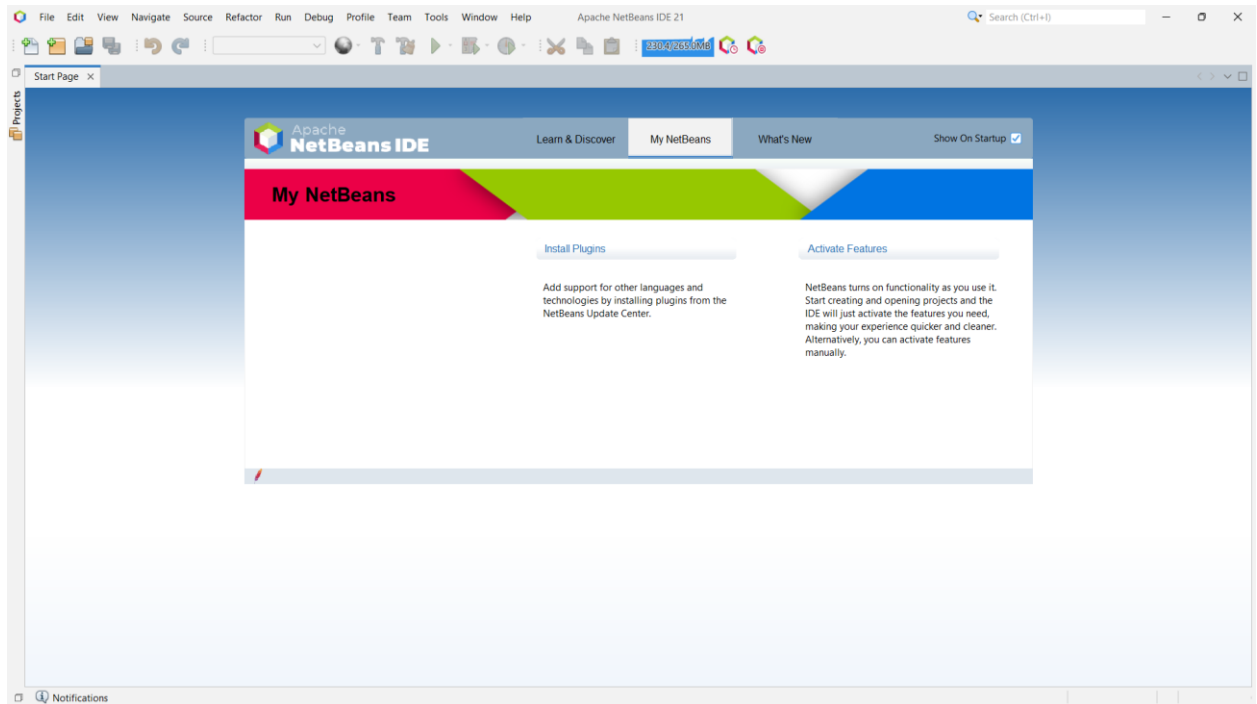 File Edit View Navigate Source Refactor Run Debug Profile Team Tools Window Help Apache NetBeans IDE 21 Search (Ctrl+I)
230.4/265.0MB
Start Page
Projects
Apache
NetBeans IDE
Learn & Discover My NetBeans What's New Show On Startup
My NetBeans
Install Plugins
Add support for other languages and
technologies by installing plugins from the
NetBeans Update Center.
Activate Features
NetBeans turns on functionality as you use it.
Start creating and opening projects and the
IDE will just activate the features you need,
making your experience quicker and cleaner.
Alternatively, you can activate features
manually.
Notifications